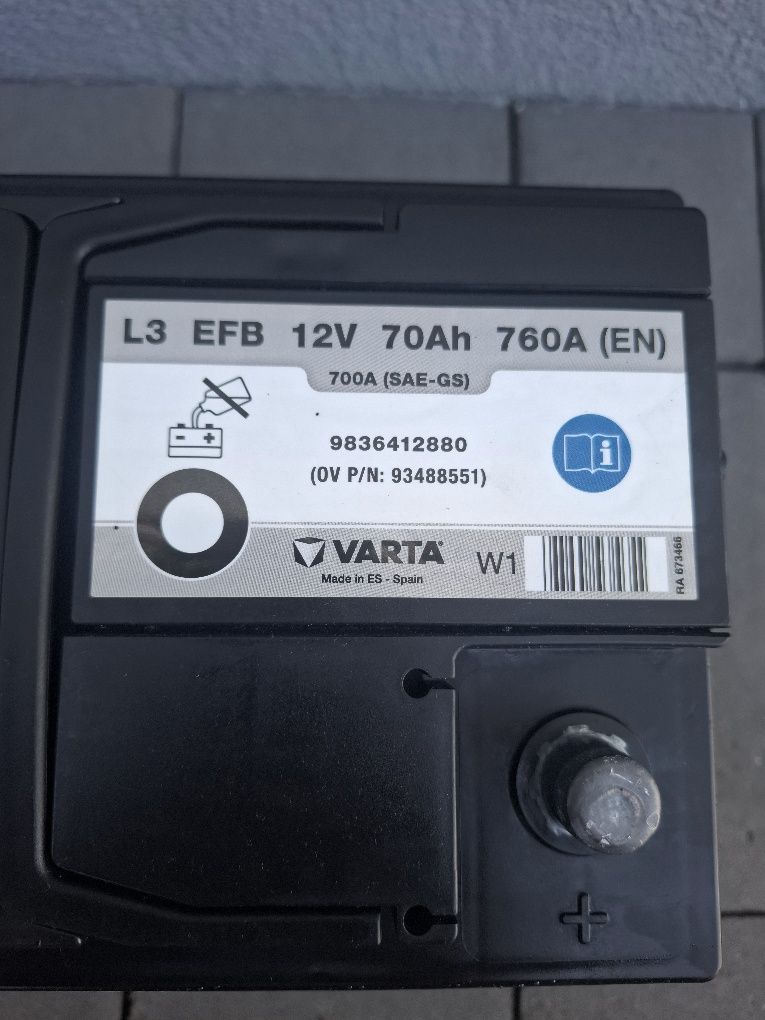 L3 EFB 12V 70Ah 760A (EN)
700A (SAE-GS)
9836412880
(OV P/N: 93488551)
VARTA®
Made in ES - Spain
W1
RA 673466
- +
i
+